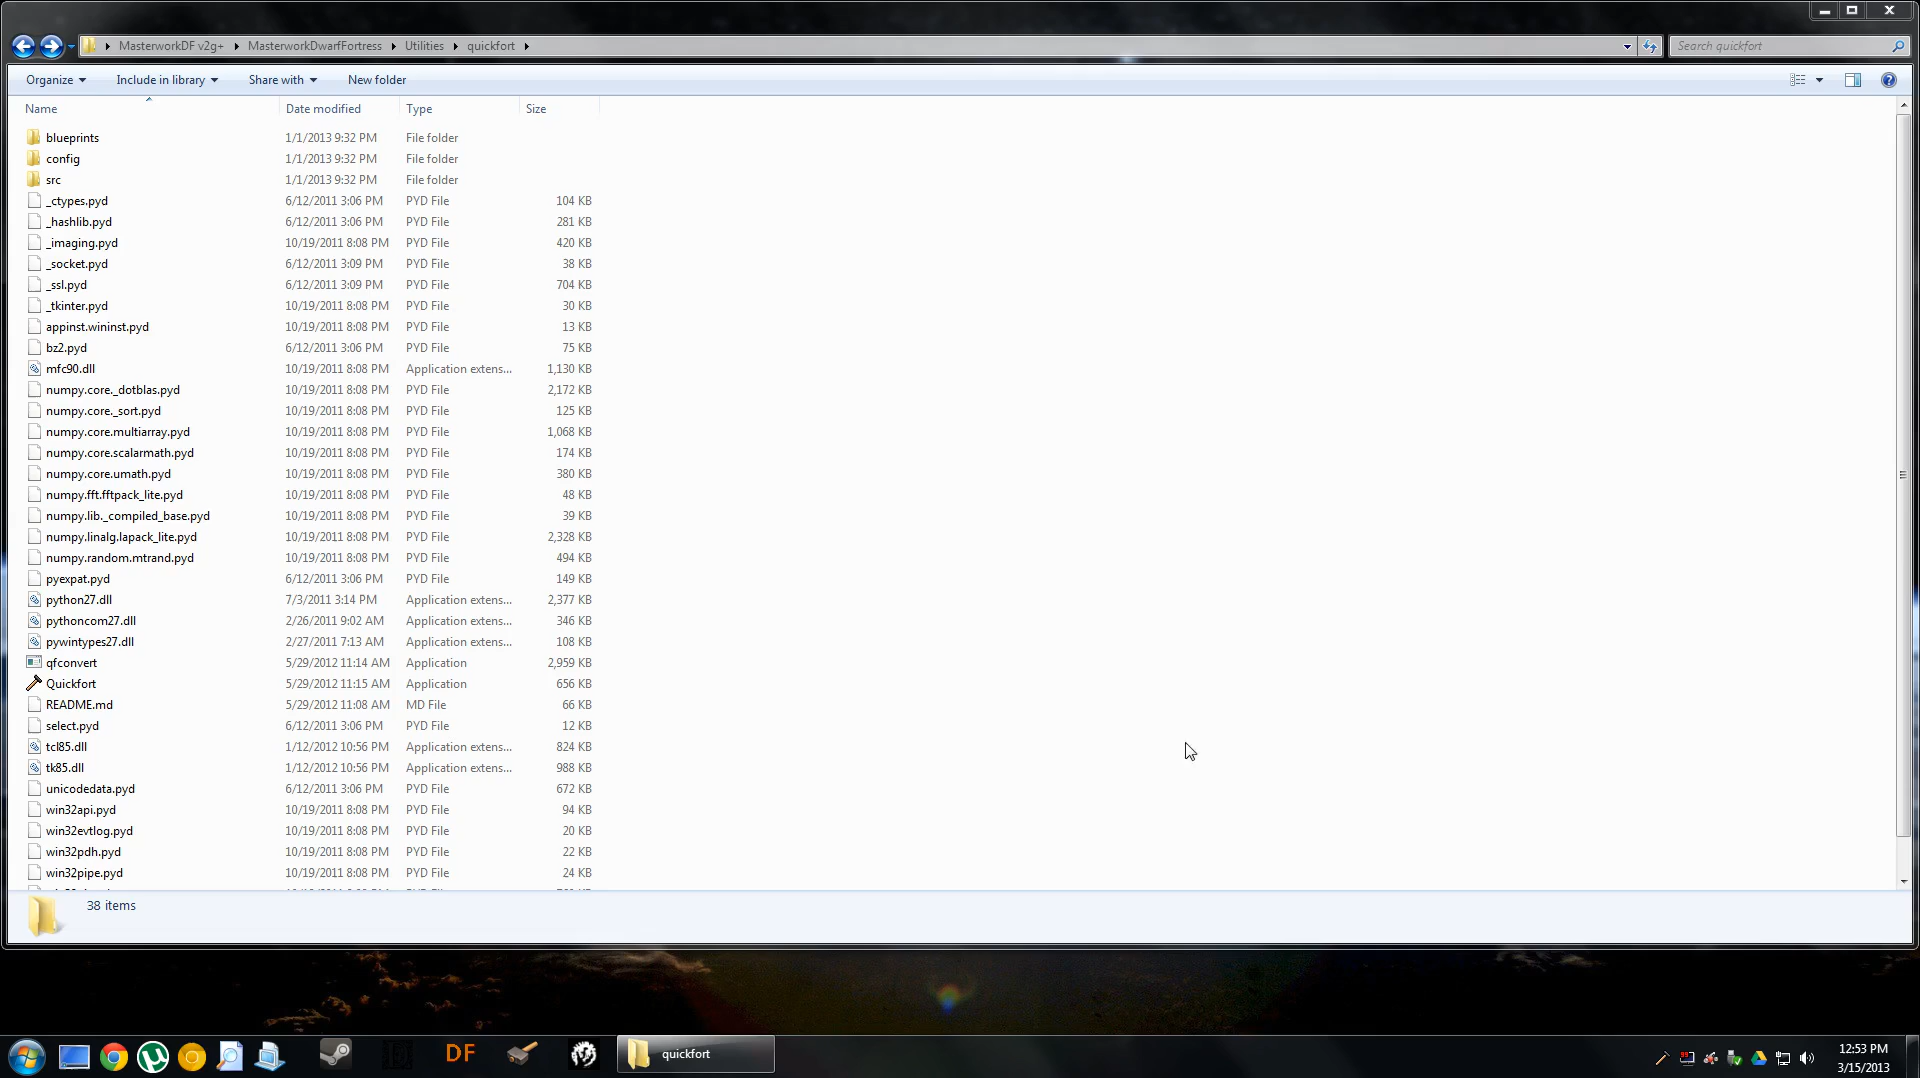 MasterworkDF v2g+ MasterworkDwarfFortress Utilities quickfort Search quickfort
Organize Include in library Share with New folder
Name Date modified Type Size
blueprints 1/1/2013 9:32 PM File folder
config 1/1/2013 9:32 PM File folder
src 1/1/2013 9:32 PM File folder
_ctypes.pyd 6/12/2011 3:06 PM PYD File 104 KB
_hashlib.pyd 6/12/2011 3:06 PM PYD File 281 KB
_imaging.pyd 10/19/2011 8:08 PM PYD File 420 KB
_socket.pyd 6/12/2011 3:09 PM PYD File 38 KB
_ssl.pyd 6/12/2011 3:09 PM PYD File 704 KB
_tkinter.pyd 10/19/2011 8:08 PM PYD File 30 KB
appinst.wininst.pyd 10/19/2011 8:08 PM PYD File 13 KB
bz2.pyd 6/12/2011 3:06 PM PYD File 75 KB
mfc90.dll 10/19/2011 8:08 PM Application extens... 1,130 KB
numpy.core._dotblas.pyd 10/19/2011 8:08 PM PYD File 2,172 KB
numpy.core._sort.pyd 10/19/2011 8:08 PM PYD File 125 KB
numpy.core.multiarray.pyd 10/19/2011 8:08 PM PYD File 1,068 KB
numpy.core.scalarmath.pyd 10/19/2011 8:08 PM PYD File 174 KB
numpy.core.umath.pyd 10/19/2011 8:08 PM PYD File 380 KB
numpy.fft.fftpack_lite.pyd 10/19/2011 8:08 PM PYD File 48 KB
numpy.lib._compiled_base.pyd 10/19/2011 8:08 PM PYD File 39 KB
numpy.linalg.lapack_lite.pyd 10/19/2011 8:08 PM PYD File 2,328 KB
numpy.random.mtrand.pyd 10/19/2011 8:08 PM PYD File 494 KB
pyexpat.pyd 6/12/2011 3:06 PM PYD File 149 KB
python27.dll 7/3/2011 3:14 PM Application extens... 2,377 KB
pythoncom27.dll 2/26/2011 9:02 AM Application extens... 346 KB
pywintypes27.dll 2/27/2011 7:13 AM Application extens... 108 KB
qfconvert 5/29/2012 11:14 AM Application 2,959 KB
Quickfort 5/29/2012 11:15 AM Application 656 KB
README.md 5/29/2012 11:08 AM MD File 66 KB
select.pyd 6/12/2011 3:06 PM PYD File 12 KB
tcl85.dll 1/12/2012 10:56 PM Application extens... 824 KB
tk85.dll 1/12/2012 10:56 PM Application extens... 988 KB
unicodedata.pyd 6/12/2011 3:06 PM PYD File 672 KB
win32api.pyd 10/19/2011 8:08 PM PYD File 94 KB
win32evtlog.pyd 10/19/2011 8:08 PM PYD File 20 KB
win32pdh.pyd 10/19/2011 8:08 PM PYD File 22 KB
win32pipe.pyd 10/19/2011 8:08 PM PYD File 24 KB
38 items
DF quickfort 12:53 PM
3/15/2013